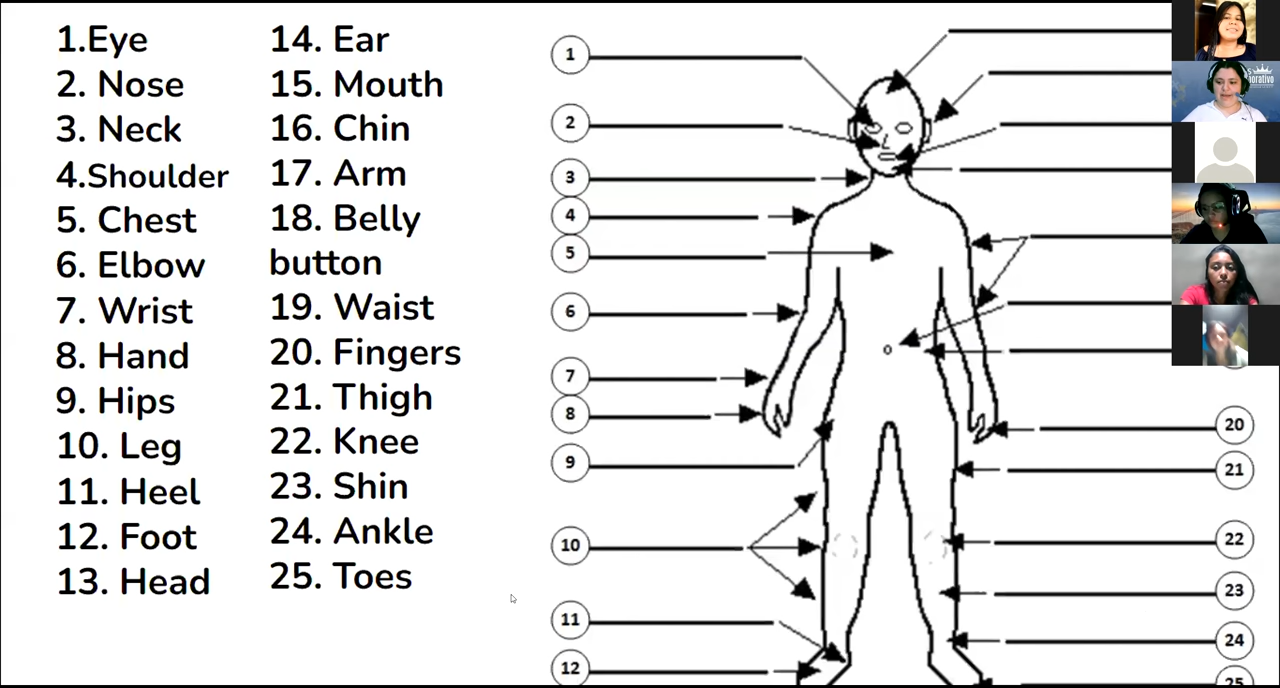 1.Eye
2. Nose
3. Neck
4.Shoulder
5. Chest
6. Elbow
7. Wrist
8. Hand
9. Hips
10. Leg
11. Heel
12. Foot
13. Head
14. Ear
15. Mouth
16. Chin
17. Arm
18. Belly
button
19. Waist
20. Fingers
21. Thigh
22. Knee
23. Shin
24. Ankle
25. Toes
1
2
3
4
5
6
7
8
9
10
11
12
20
21
22
23
24
25